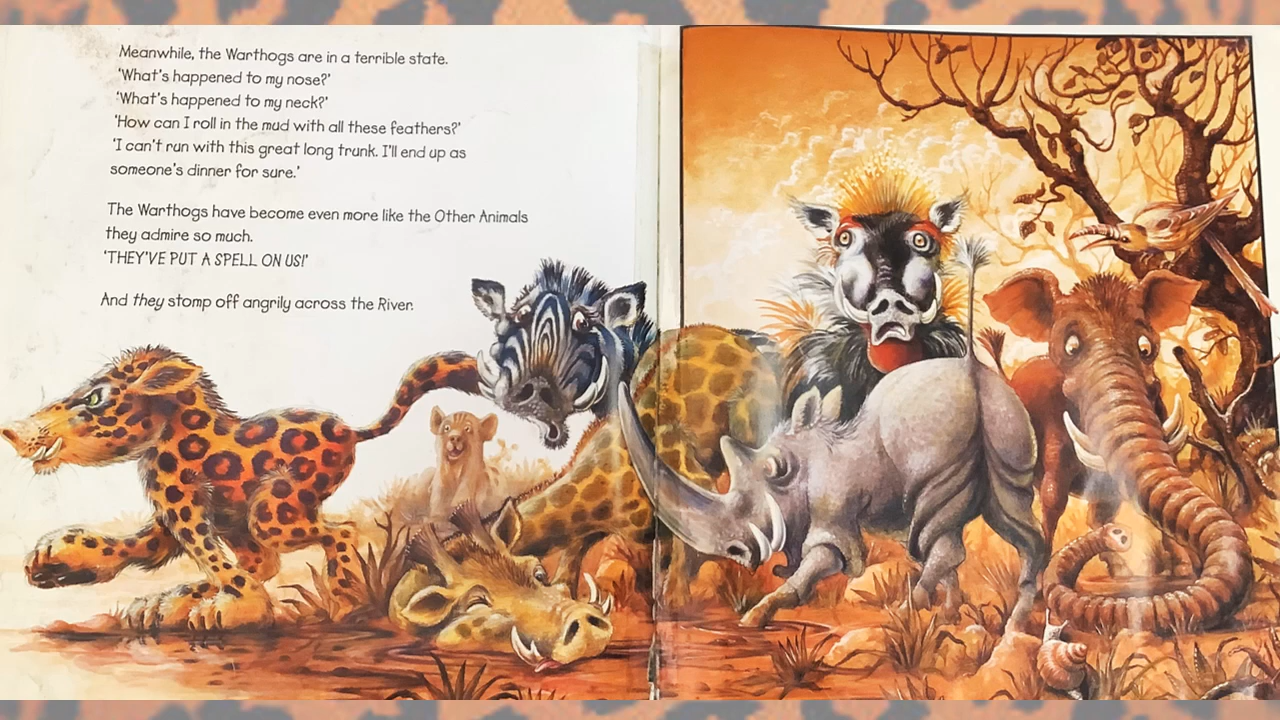 Meanwhile, the Warthogs are in a terrible state.
‘What’s happened to my nose?’
‘What’s happened to my neck?’
‘How can I roll in the mud with all these feathers?’
‘I can’t run with this great long trunk. I’ll end up as
someone’s dinner for sure.’
The Warthogs have become even more like the Other Animals
they admire so much.
‘THEY’VE PUT A SPELL ON US!’
And they stomp off angrily across the River.